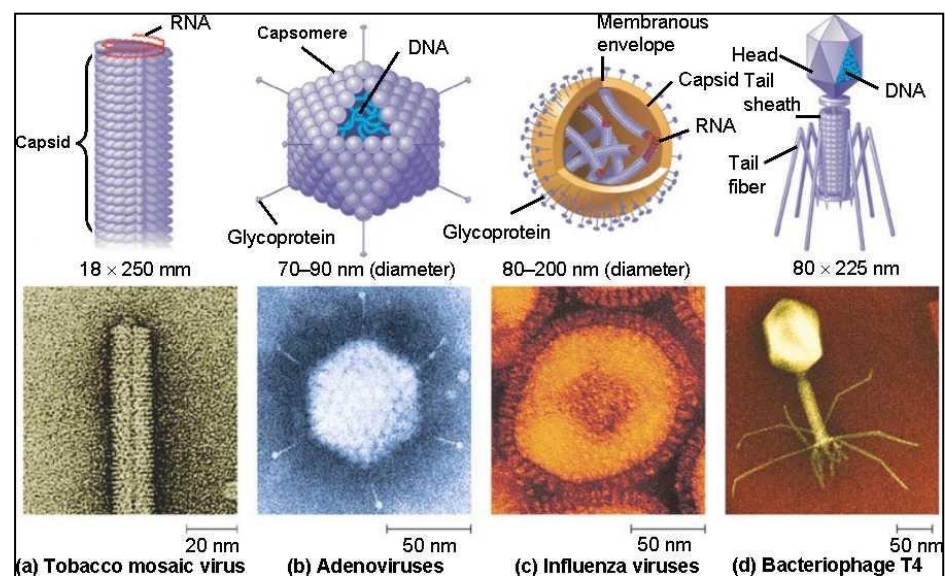 RNA
Capsid
18 × 250 mm
20 nm
(a) Tobacco mosaic virus
Capsomere
DNA
Glycoprotein
70–90 nm (diameter)
50 nm
(b) Adenoviruses
Membranous
envelope
Capsid
RNA
Glycoprotein
80–200 nm (diameter)
50 nm
(c) Influenza viruses
Head
DNA
Tail
sheath
Tail
fiber
80 × 225 nm
50 nm
(d) Bacteriophage T4